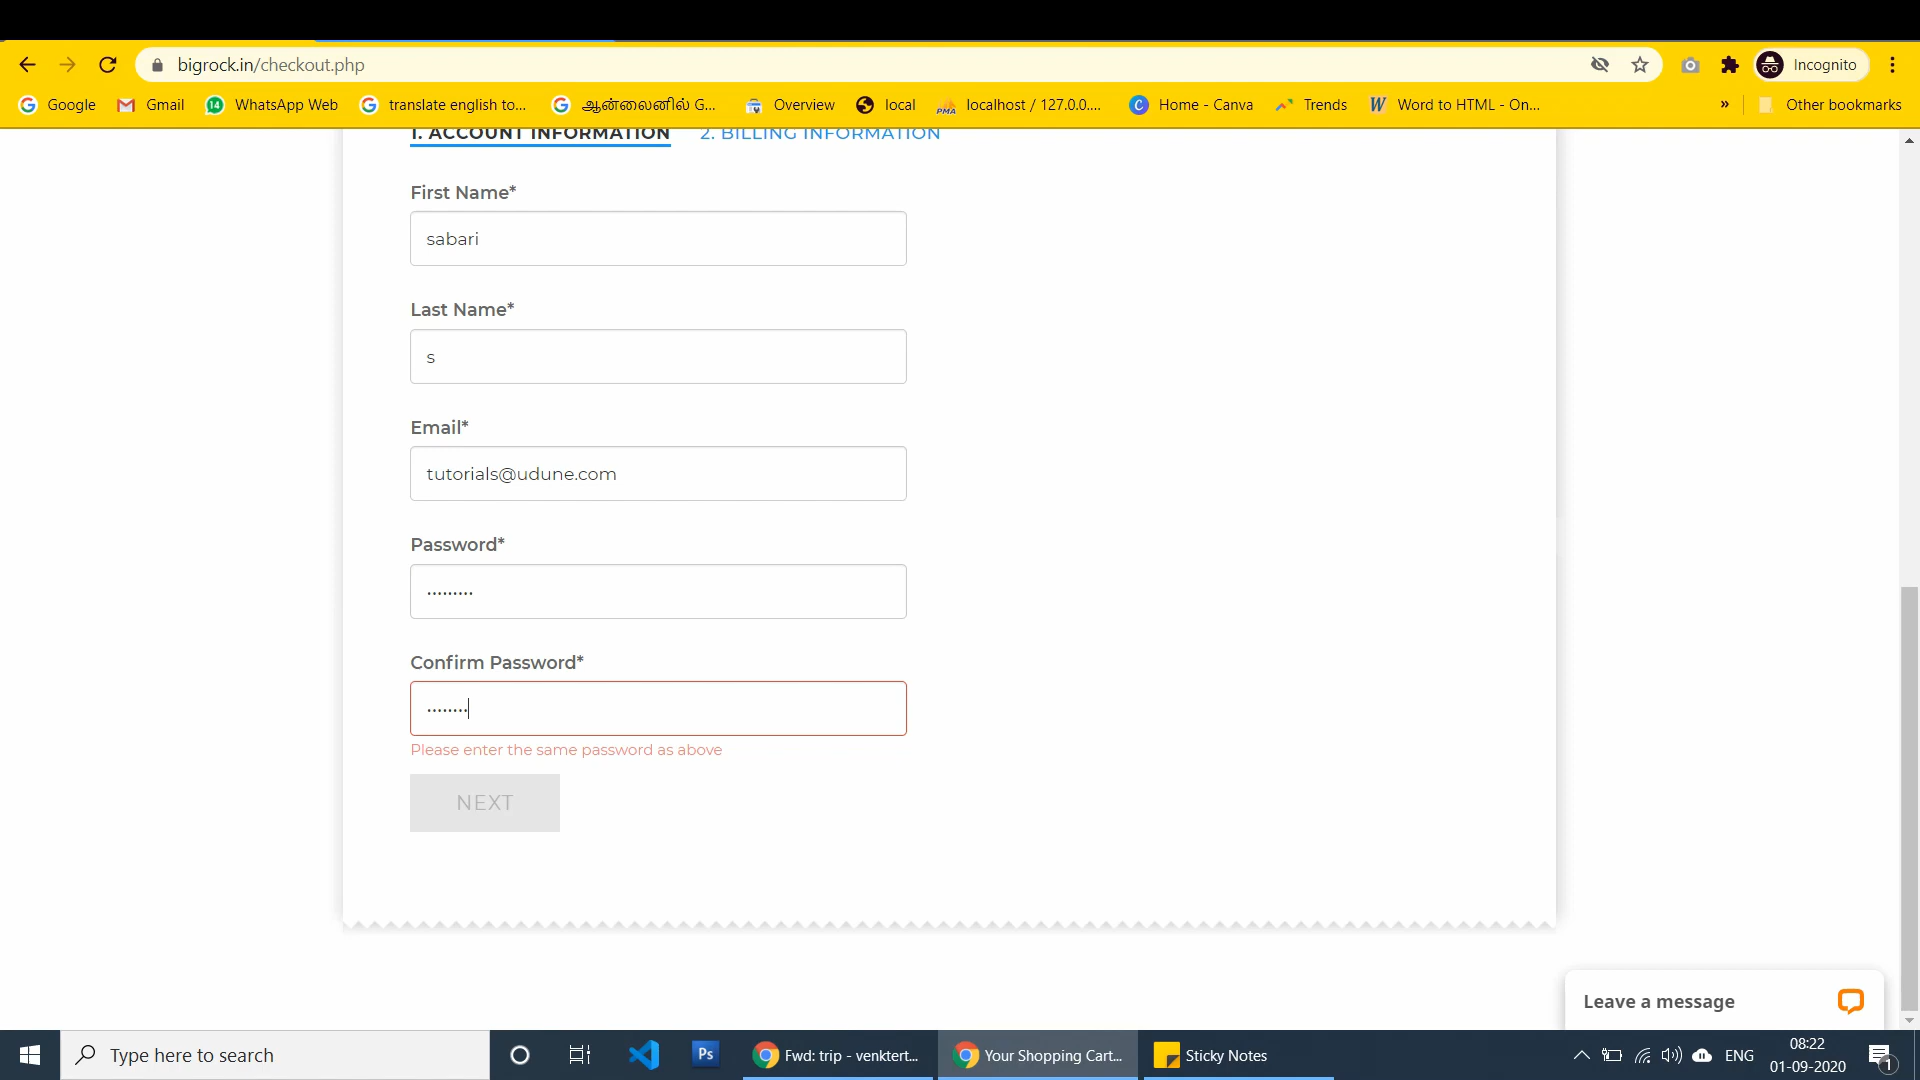 bigrock.in/checkout.php
Incognito
Google
Gmail
14
WhatsApp Web
translate english to...
ஆன்லைனில் G...
Overview
local
PMA
localhost / 127.0.0....
C
Home - Canva
Trends
W
Word to HTML - On...
»
Other bookmarks
1. ACCOUNT INFORMATION
2. BILLING INFORMATION
First Name*
sabari
Last Name*
s
Email*
tutorials@udune.com
Password*
•••••••••
Confirm Password*
••••••••
Please enter the same password as above
NEXT
Leave a message
Type here to search
Ps
Fwd: trip - venktert...
Your Shopping Cart...
Sticky Notes
ENG
08:22
01-09-2020
1